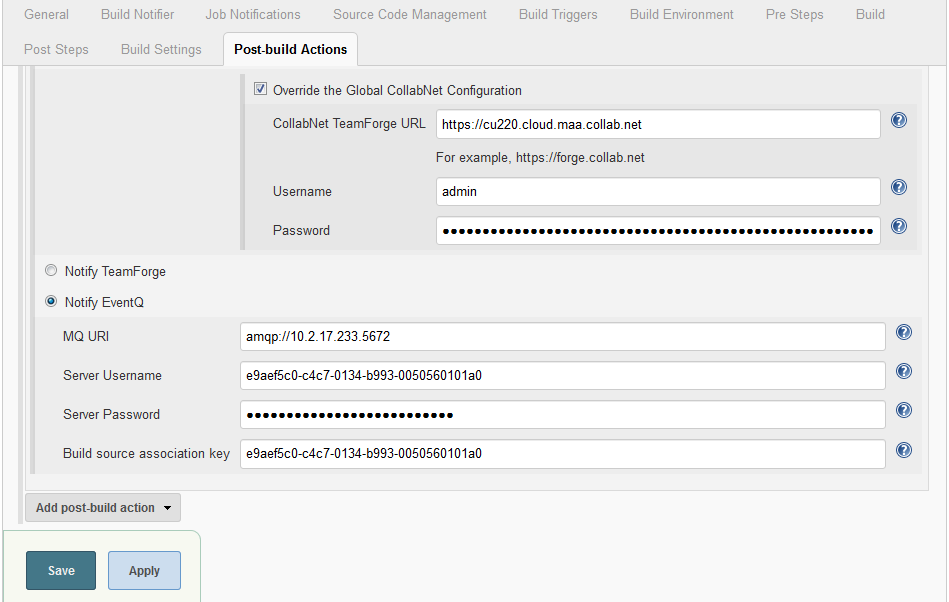 General Build Notifier Job Notifications Source Code Management Build Triggers Build Environment Pre Steps Build
Post Steps Build Settings Post-build Actions
Override the Global CollabNet Configuration
CollabNet TeamForge URL https://cu220.cloud.maa.collab.net
For example, https://forge.collab.net
Username admin
Password
Notify TeamForge
Notify EventQ
MQ URI amqp://10.2.17.233.5672
Server Username e9aef5c0-c4c7-0134-b993-0050560101a0
Server Password
Build source association key e9aef5c0-c4c7-0134-b993-0050560101a0
Add post-build action
Save Apply